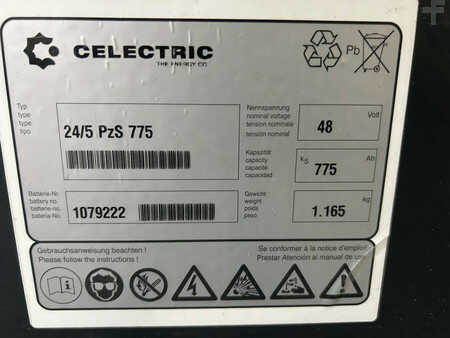 CELECTRIC
THE ENERGY CO.
Pb
Typ
type
type
tipo
24/5 PzS 775
Nennspannung
nominal voltage
tension nominale
tensión nominal
48
Volt
Kapazität
capacity
capacité
capacidad
K5
775
Ah
Batterie-Nr.
battery no.
batterie no.
bateria-No.
1079222
Gewicht
weight
poids
peso
1.165
kg
Gebrauchsanweisung beachten !
Please follow the instructions !
Se conformer à la notice d'emploi
Prestar Atención al manual de uso